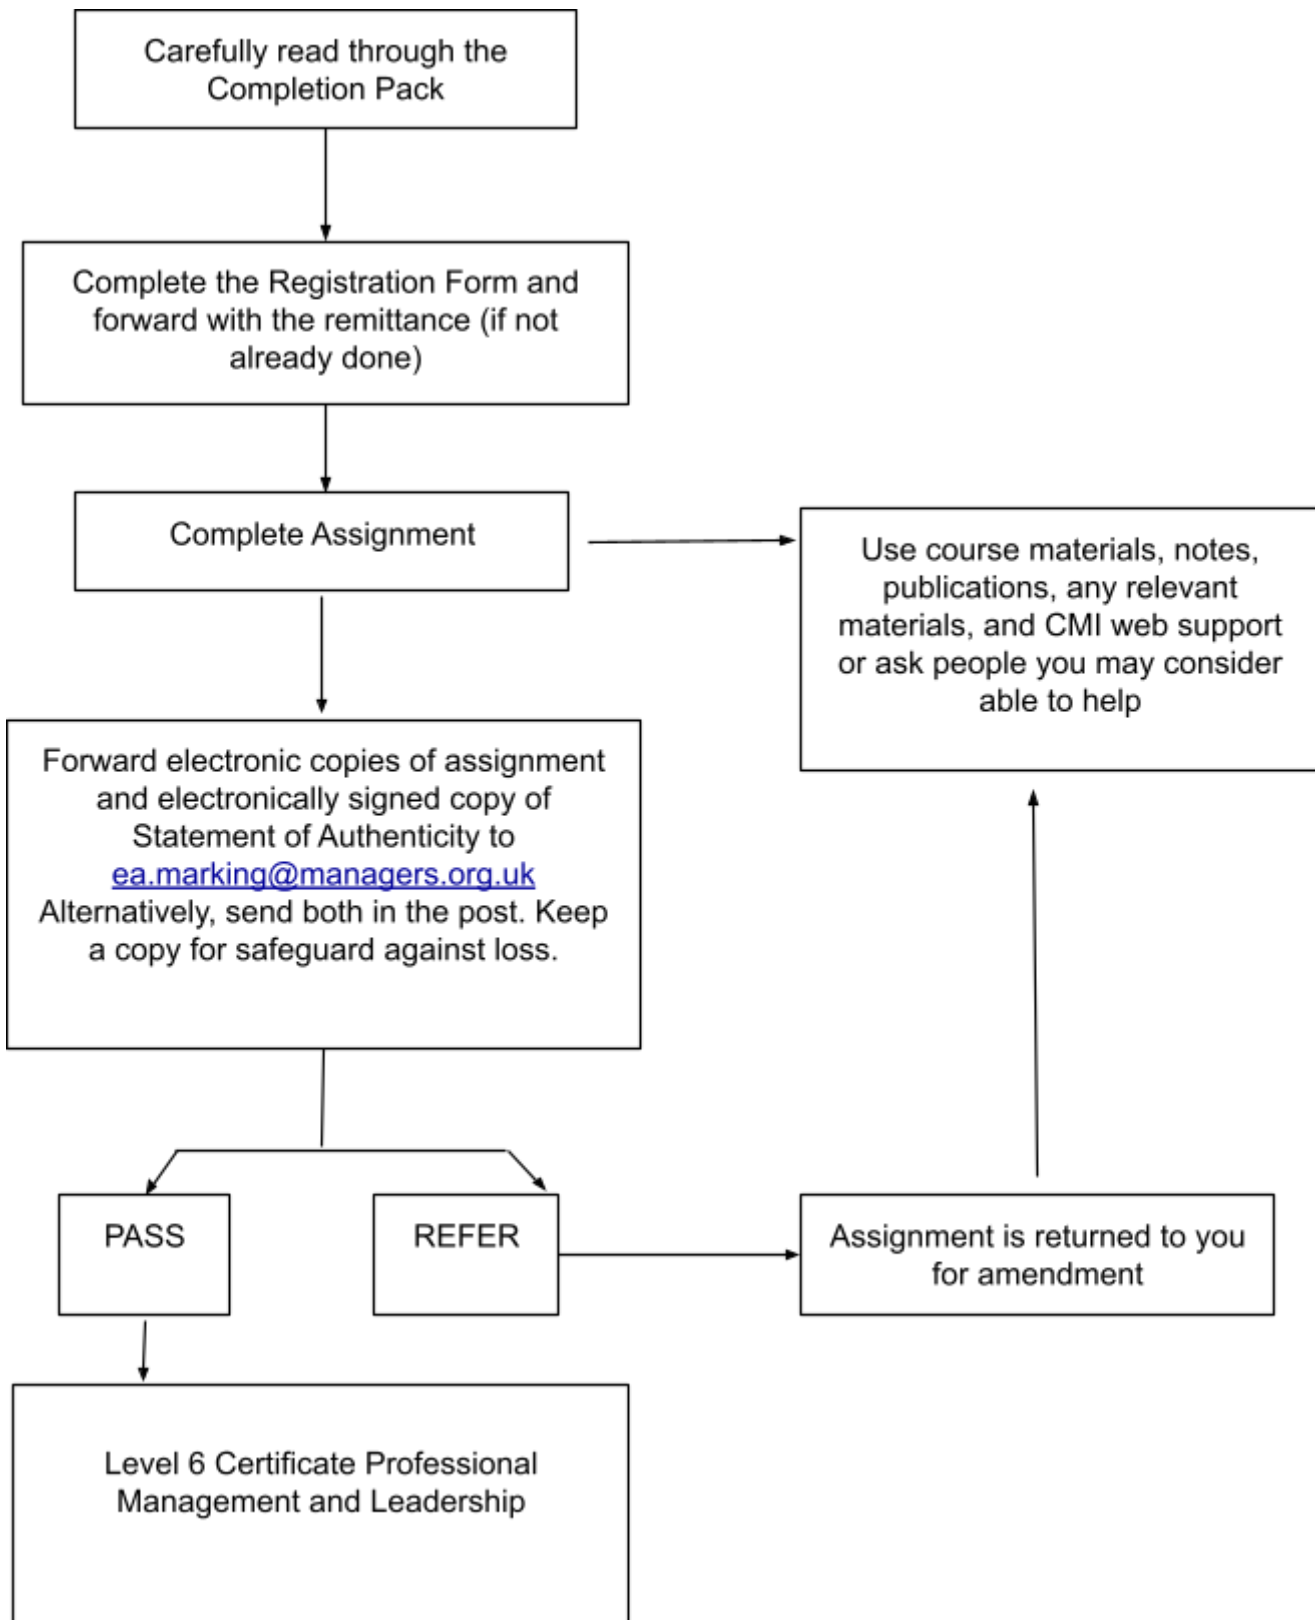 Carefully read through the
Completion Pack
Complete the Registration Form and
forward with the remittance (if not
already done)
Complete Assignment
Use course materials, notes,
publications, any relevant
materials, and CMI web support
or ask people you may consider
able to help
Forward electronic copies of assignment
and electronically signed copy of
Statement of Authenticity to
ea.marking@managers.org.uk
Alternatively, send both in the post. Keep
a copy for safeguard against loss.
PASS
REFER
Assignment is returned to you
for amendment
Level 6 Certificate Professional
Management and Leadership